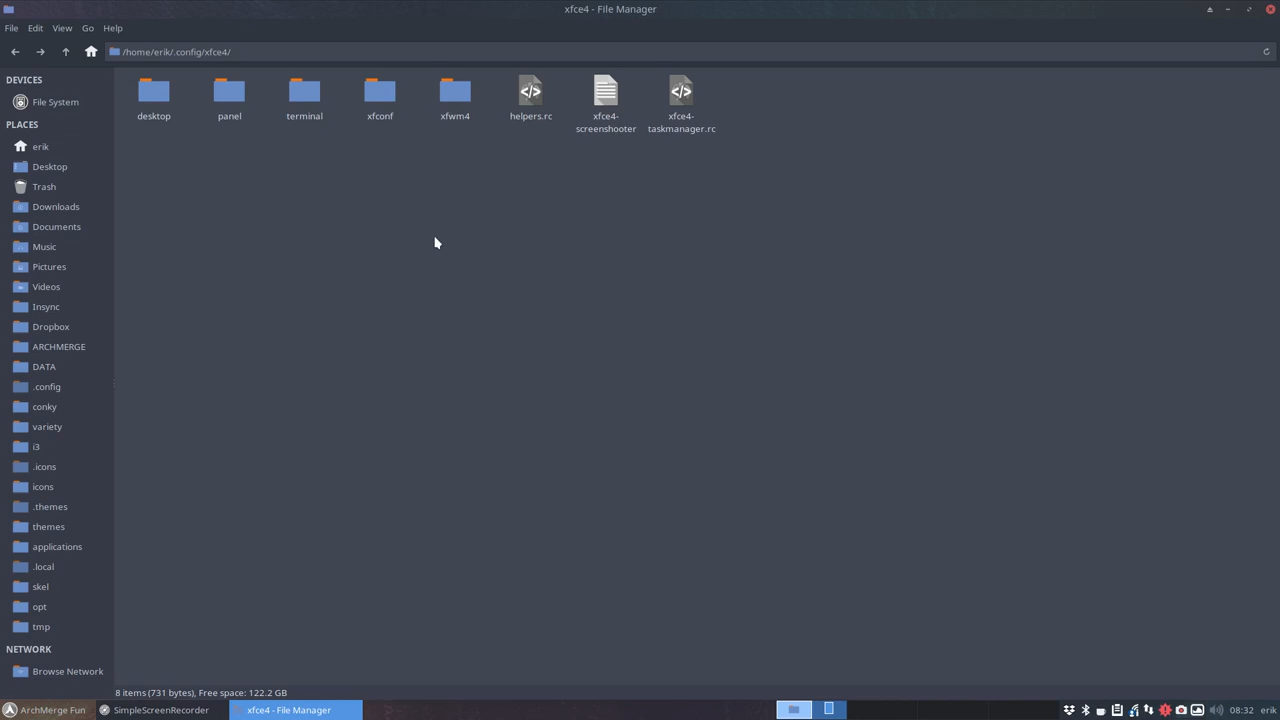 xfce4 - File Manager
File Edit View Go Help
/home/erik/.config/xfce4/
DEVICES
File System
PLACES
erik
Desktop
Trash
Downloads
Documents
Music
Pictures
Videos
Insync
Dropbox
ARCHMERGE
DATA
.config
conky
variety
i3
.icons
icons
.themes
themes
applications
.local
skel
opt
tmp
NETWORK
Browse Network
desktop
panel
terminal
xfconf
xfwm4
helpers.rc
xfce4-
screenshooter
xfce4-
taskmanager.rc
8 items (731 bytes), Free space: 122.2 GB
ArchMerge Fun
SimpleScreenRecorder
xfce4 - File Manager
08:32 erik